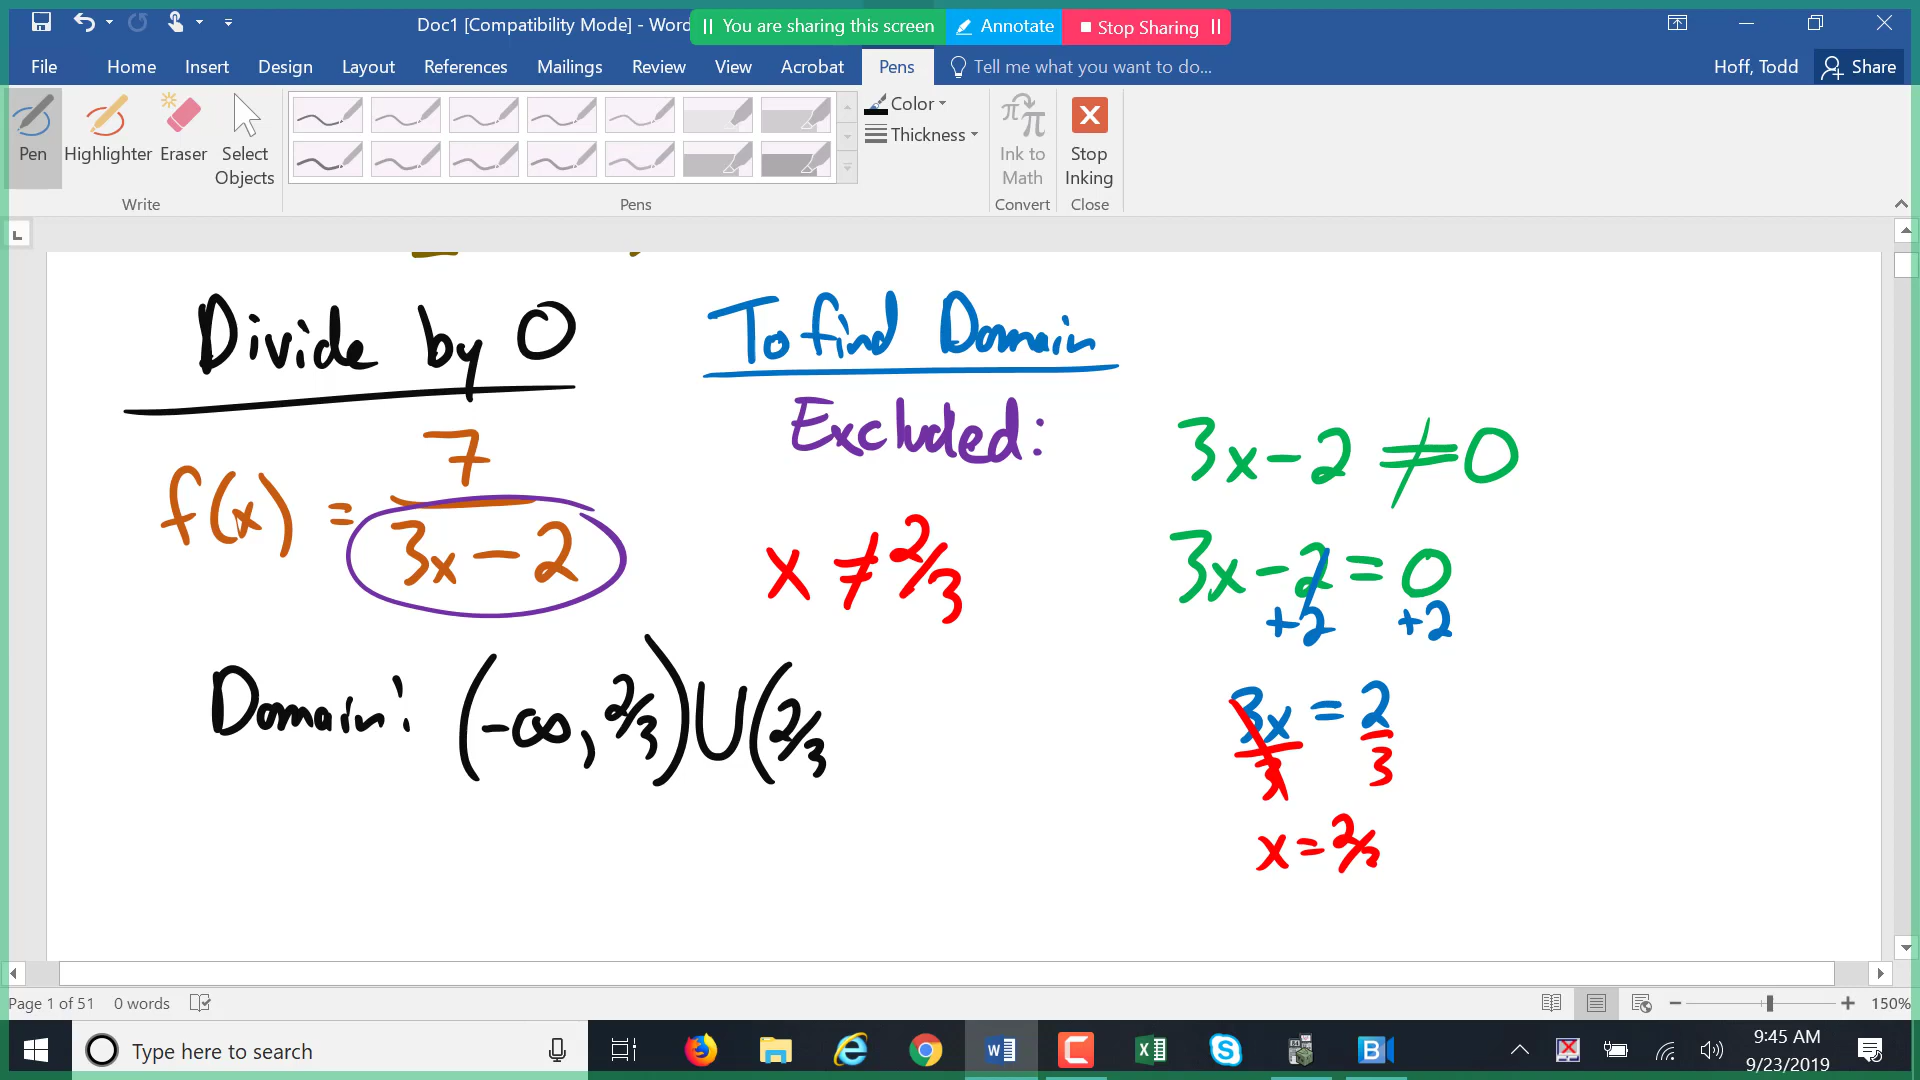 Doc1 [Compatibility Mode] - Word
You are sharing this screen
Annotate
Stop Sharing
File Home Insert Design Layout References Mailings Review View Acrobat Pens Tell me what you want to do... Hoff, Todd Share
Pen Highlighter Eraser Select Objects
Color
Thickness
Ink to Math
Stop Inking
Write Pens Convert Close
Divide by 0
To find Domain
Excluded:
f(x) = 7/(3x - 2)
x ≠ 2/3
3x - 2 ≠ 0
3x - 2 = 0
+2 +2
3x = 2
3 3
x = 2/3
Domain: (-∞, 2/3) U (2/3
Page 1 of 51 0 words 150%
Type here to search
9:45 AM
9/23/2019